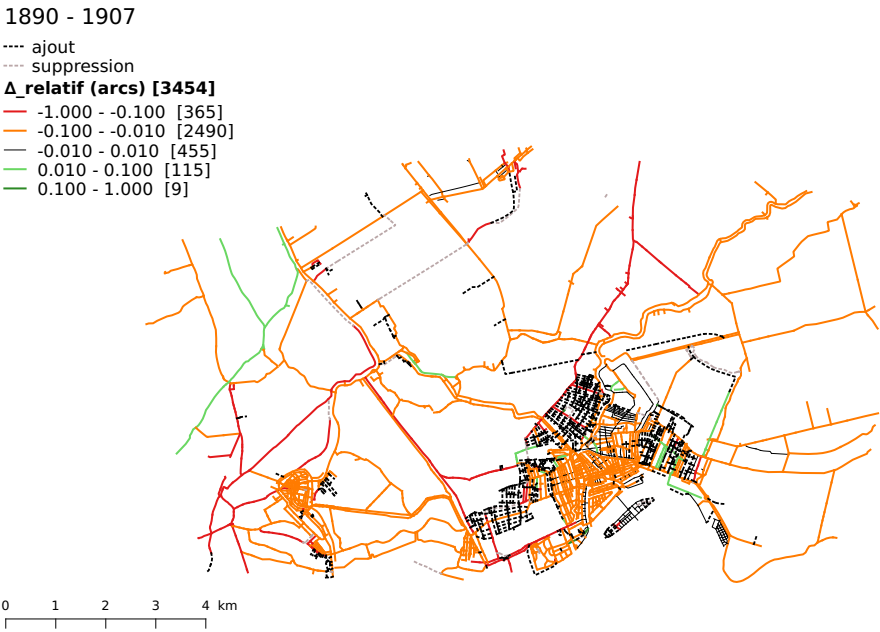 1890 - 1907
ajout
suppression
Δ_relatif (arcs) [3454]
-1.000 - -0.100 [365]
-0.100 - -0.010 [2490]
-0.010 - 0.010 [455]
0.010 - 0.100 [115]
0.100 - 1.000 [9]
0 1 2 3 4 km